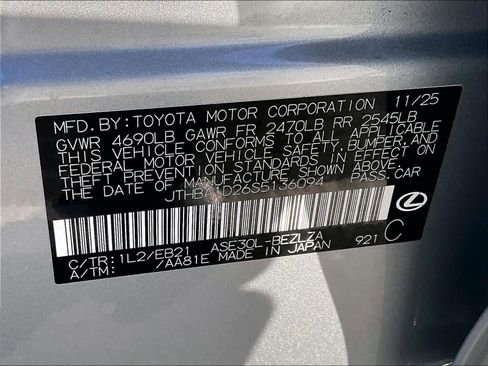 MFD.BY:TOYOTA MOTOR CORPORATION 11/25
GVWR 4690LB GAWR FR 2470LB RR 2545LB
THIS VEHICLE CONFORMS TO ALL APPLICABLE
FEDERAL MOTOR VEHICLE SAFETY, BUMPER, AND
THEFT PREVENTION STANDARDS IN EFFECT ON
THE DATE OF MANUFACTURE SHOWN ABOVE.
PASS.CAR
C/TR:1L2/EB21 ASE30L-BEZLZA
A/TM: /AA81E MADE IN JAPAN 921 C